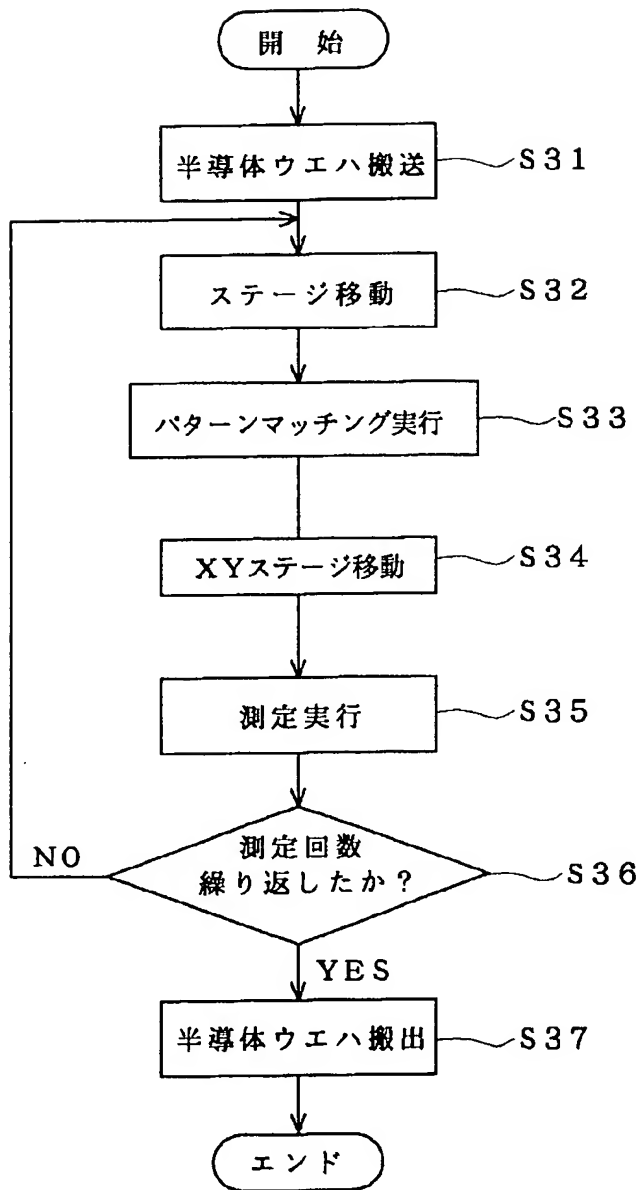 開 始
半導体ウエハ搬送
S31
ステージ移動
S32
パターンマッチング実行
S33
XYステージ移動
S34
測定実行
S35
測定回数
繰り返したか？
S36
NO
YES
半導体ウエハ搬出
S37
エンド